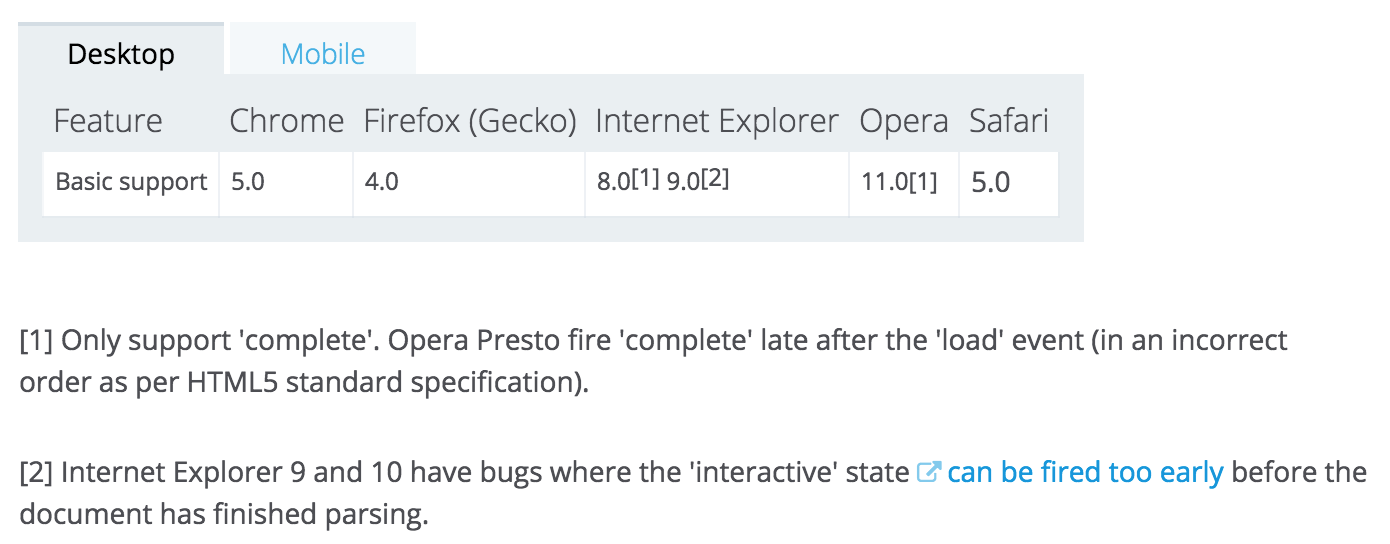 Desktop Mobile
Feature Chrome Firefox (Gecko) Internet Explorer Opera Safari
Basic support 5.0 4.0 8.0[1] 9.0[2] 11.0[1] 5.0
[1] Only support 'complete'. Opera Presto fire 'complete' late after the 'load' event (in an incorrect
order as per HTML5 standard specification).
[2] Internet Explorer 9 and 10 have bugs where the 'interactive' state can be fired too early before the
document has finished parsing.